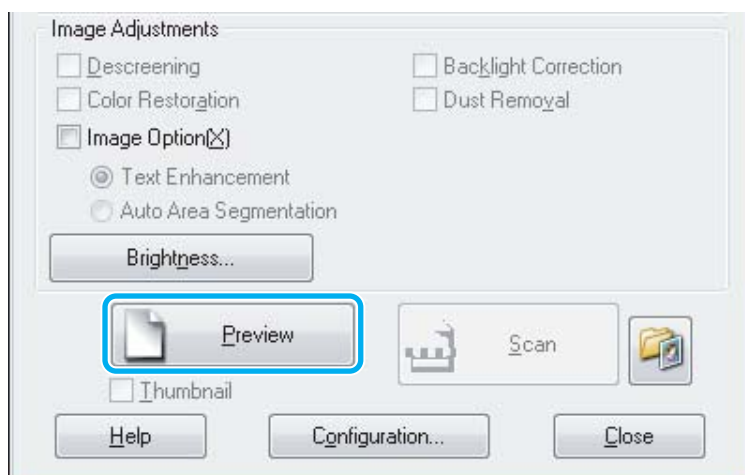 Image Adjustments
Descreening
Backlight Correction
Color Restoration
Dust Removal
Image Option(X)
Text Enhancement
Auto Area Segmentation
Brightness...
Preview
Scan
Thumbnail
Help
Configuration...
Close